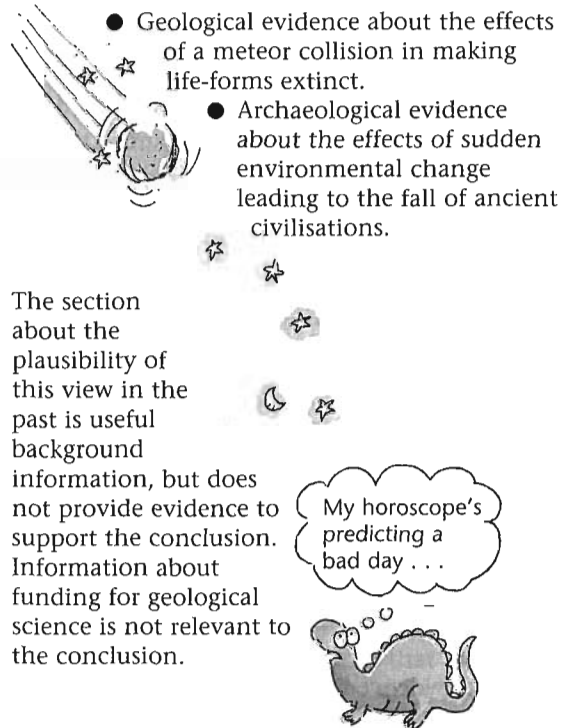 ● Geological evidence about the effects
of a meteor collision in making
life-forms extinct.
● Archaeological evidence
about the effects of sudden
environmental change
leading to the fall of ancient
civilisations.
The section
about the
plausibility of
this view in the
past is useful
background
information, but does
not provide evidence to
support the conclusion.
Information about
funding for geological
science is not relevant to
the conclusion.
My horoscope's
predicting a
bad day . . .